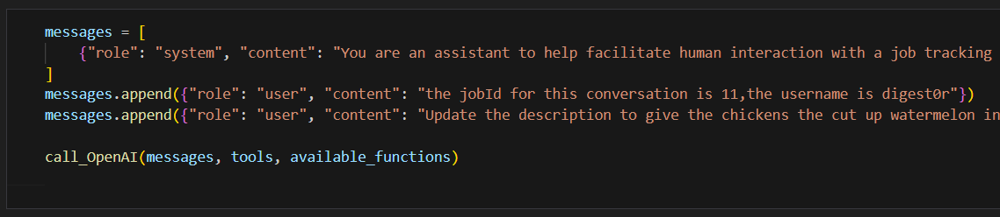 messages = [
{"role": "system", "content": "You are an assistant to help facilitate human interaction with a job tracking
]
messages.append({"role": "user", "content": "the jobId for this conversation is 11,the username is digest0r"})
messages.append({"role": "user", "content": "Update the description to give the chickens the cut up watermelon in
call_OpenAI(messages, tools, available_functions)